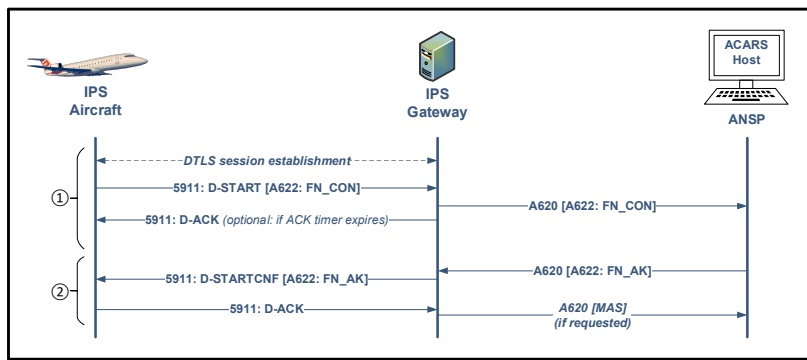 ACARS
Host
IPS
Aircraft
IPS
Gateway
ANSP
DTLS session establishment
①
5911: D-START [A622: FN_CON]
A620 [A622: FN_CON]
5911: D-ACK (optional: if ACK timer expires)
A620 [A622: FN_AK]
②
5911: D-STARTCNF [A622: FN_AK]
5911: D-ACK
A620 [MAS]
(if requested)